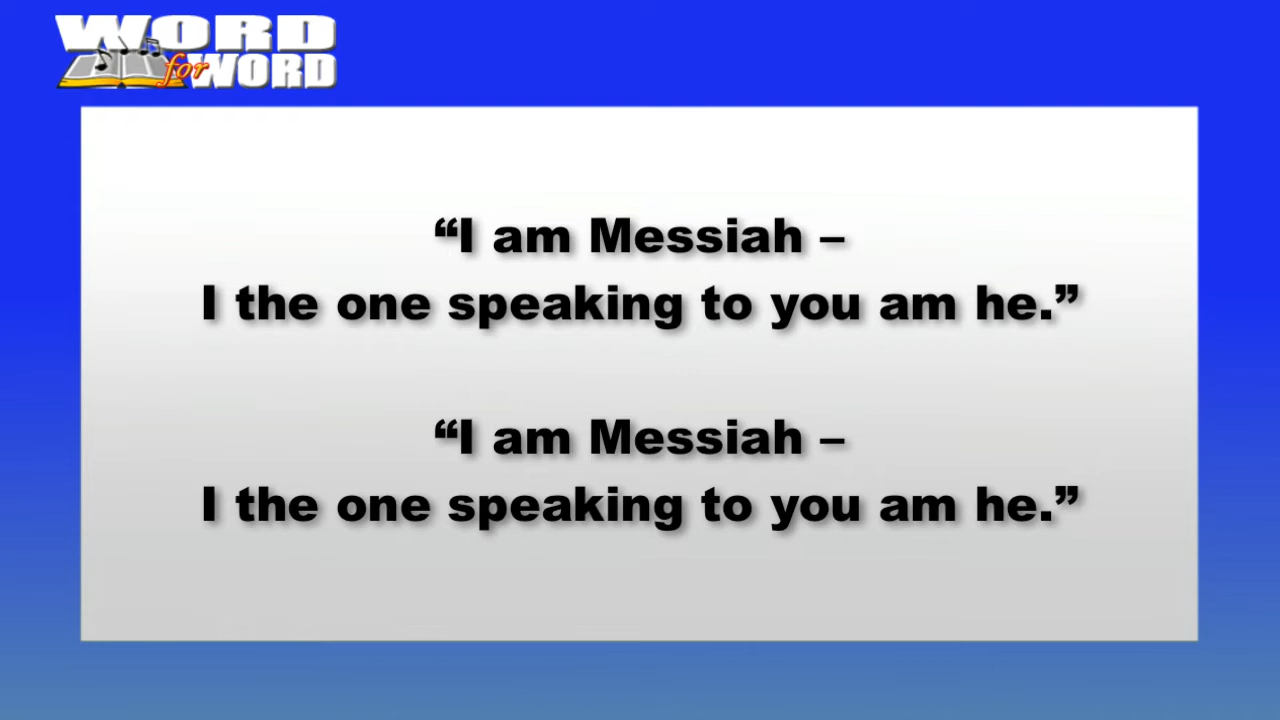 WORD
for WORD
“I am Messiah –
I the one speaking to you am he.”
“I am Messiah –
I the one speaking to you am he.”